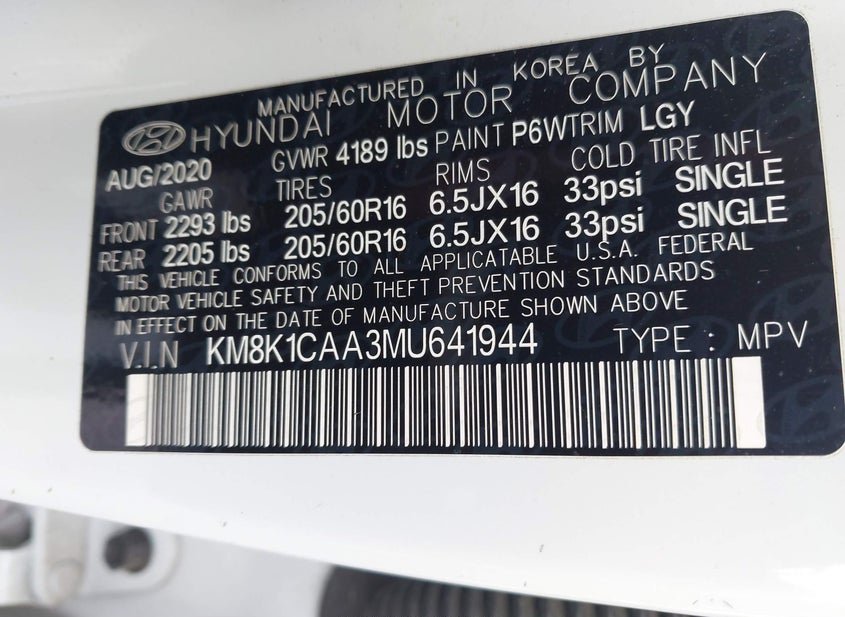 MANUFACTURED IN KOREA BY
HYUNDAI MOTOR COMPANY
AUG/2020 GVWR 4189 lbs PAINT P6W TRIM LGY
GAWR TIRES RIMS COLD TIRE INFL
FRONT 2293 lbs 205/60R16 6.5JX16 33psi SINGLE
REAR 2205 lbs 205/60R16 6.5JX16 33psi SINGLE
THIS VEHICLE CONFORMS TO ALL APPLICATABLE U.S.A. FEDERAL
MOTOR VEHICLE SAFETY AND THEFT PREVENTION STANDARDS
IN EFFECT ON THE DATE OF MANUFACTURE SHOWN ABOVE
V.I.N KM8K1CAA3MU641944 TYPE : MPV